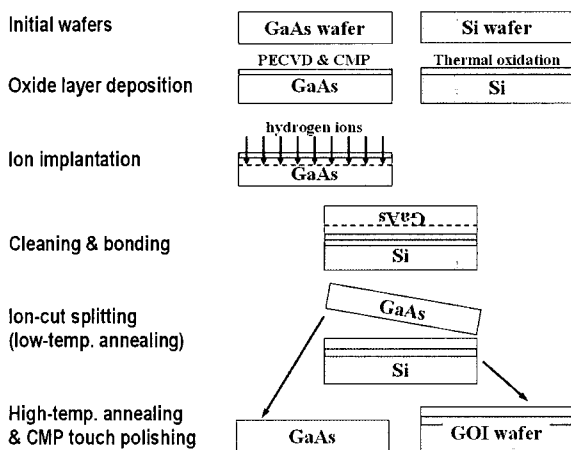 Initial wafers
GaAs wafer
Si wafer
Oxide layer deposition
PECVD & CMP
GaAs
Thermal oxidation
Si
Ion implantation
hydrogen ions
GaAs
Cleaning & bonding
GaAs
Si
Ion-cut splitting
(low-temp. annealing)
GaAs
Si
High-temp. annealing
& CMP touch polishing
GaAs
GOI wafer